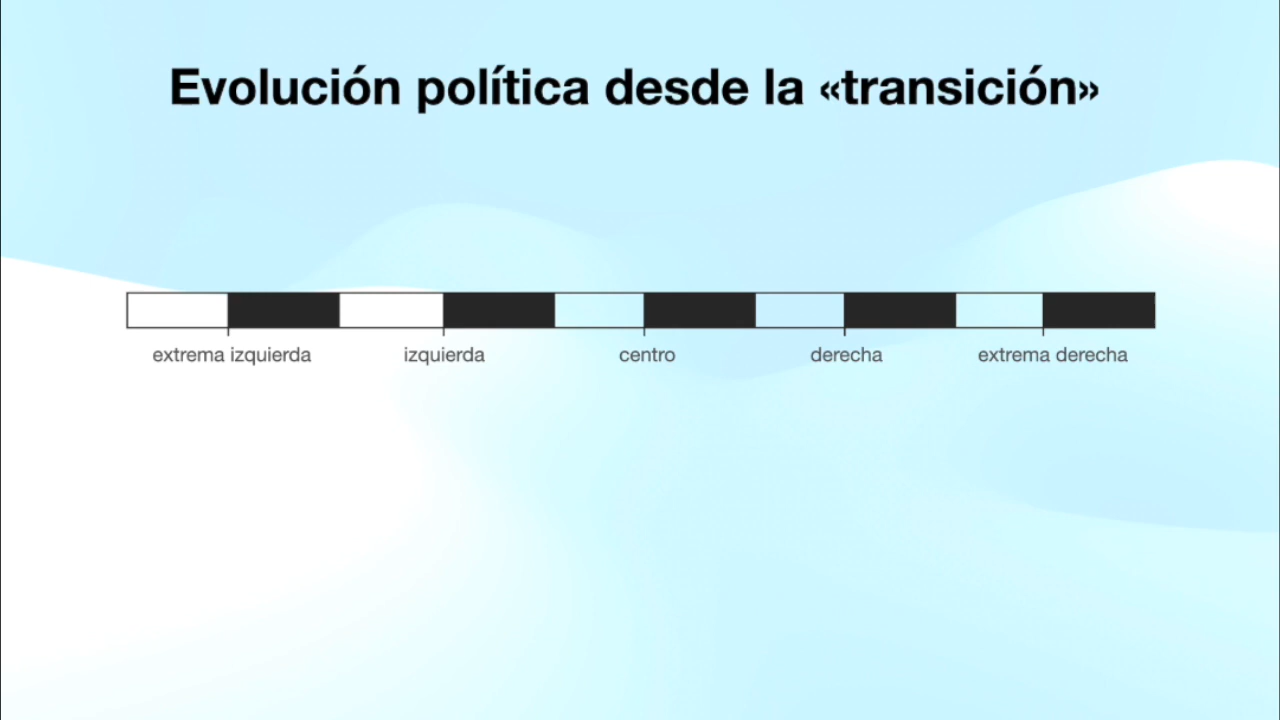 Evolución política desde la «transición»
extrema izquierda izquierda centro derecha extrema derecha